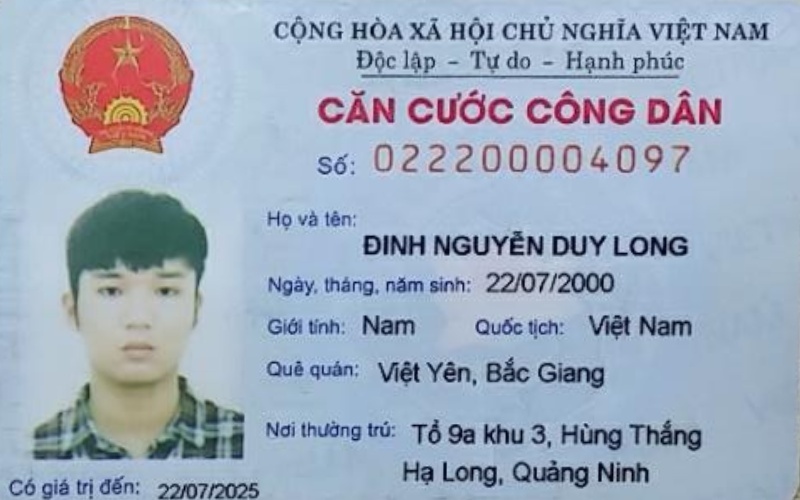 CỘNG HÒA XÃ HỘI CHỦ NGHĨA VIỆT NAM
Độc lập - Tự do - Hạnh phúc
CĂN CƯỚC CÔNG DÂN
Số: 022200004097
Họ và tên:
ĐINH NGUYỄN DUY LONG
Ngày, tháng, năm sinh: 22/07/2000
Giới tính: Nam Quốc tịch: Việt Nam
Quê quán: Việt Yên, Bắc Giang
Nơi thường trú: Tổ 9a khu 3, Hùng Thắng
Hạ Long, Quảng Ninh
Có giá trị đến: 22/07/2025